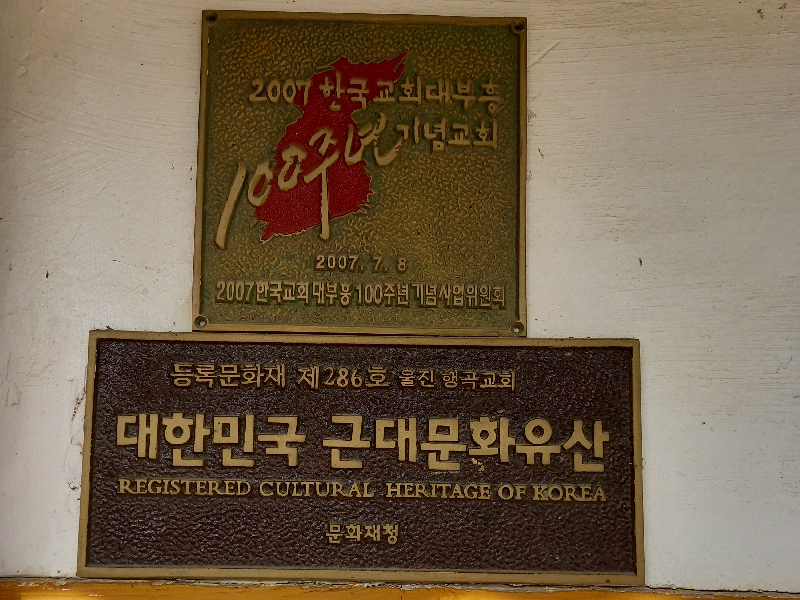 2007 한국교회대부흥
100주년 기념교회
2007. 7. 8
2007 한국교회대부흥 100주년기념사업위원회
등록문화재 제286호 울진 행곡교회
대한민국 근대문화유산
REGISTERED CULTURAL HERITAGE OF KOREA
문화재청